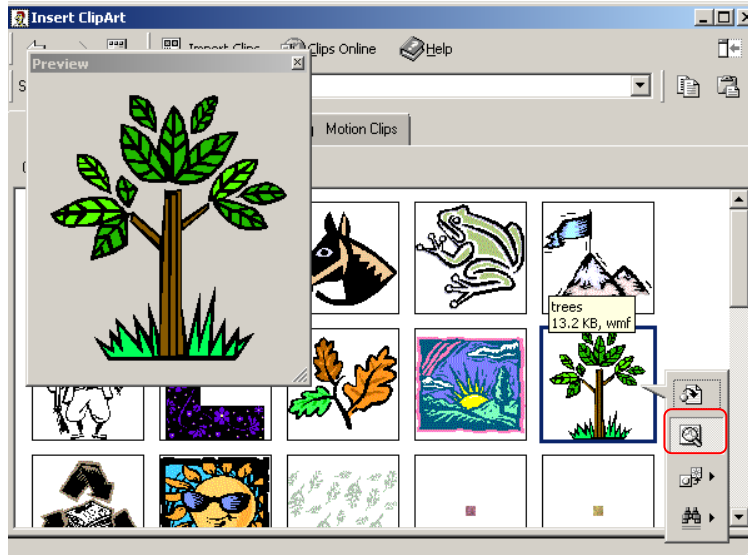 Insert ClipArt
Import Clips Clips Online Help
Preview
S
Motion Clips
trees
13.2 KB, wmf